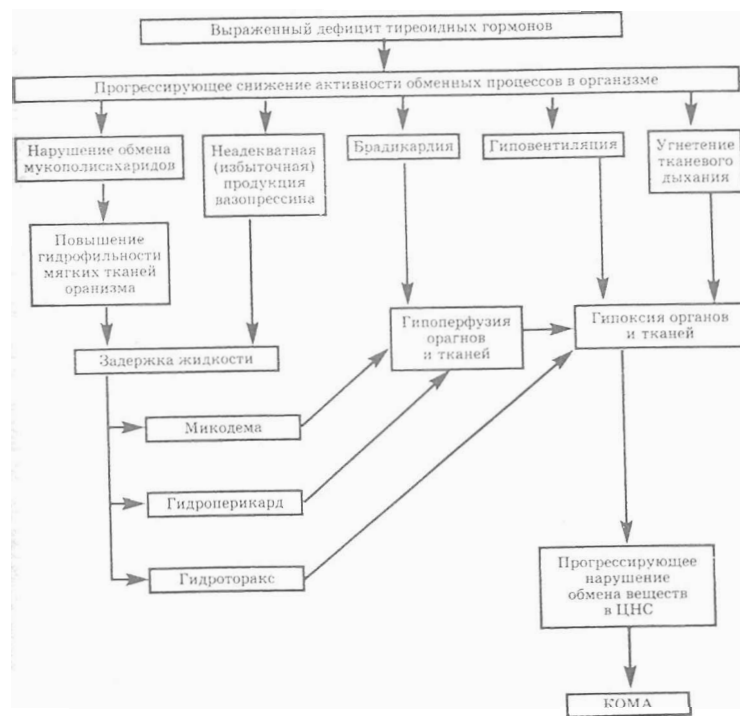 Выраженный дефицит тиреоидных гормонов
Прогрессирующее снижение активности обменных процессов в организме
Нарушение обмена
мукополисахаридов
Неадекватная
(избыточная)
продукция
вазопрессина
Брадикардия
Гиповентиляция
Угнетение
тканевого
дыхания
Повышение
гидрофильности
мягких тканей
оранизма
Гипоперфузия
орагнов
и тканей
Гипоксия органов
и тканей
Задержка жидкости
Микодема
Гидроперикард
Гидроторакс
Прогрессирующее
нарушение
обмена веществ
в ЦНС
КОМА